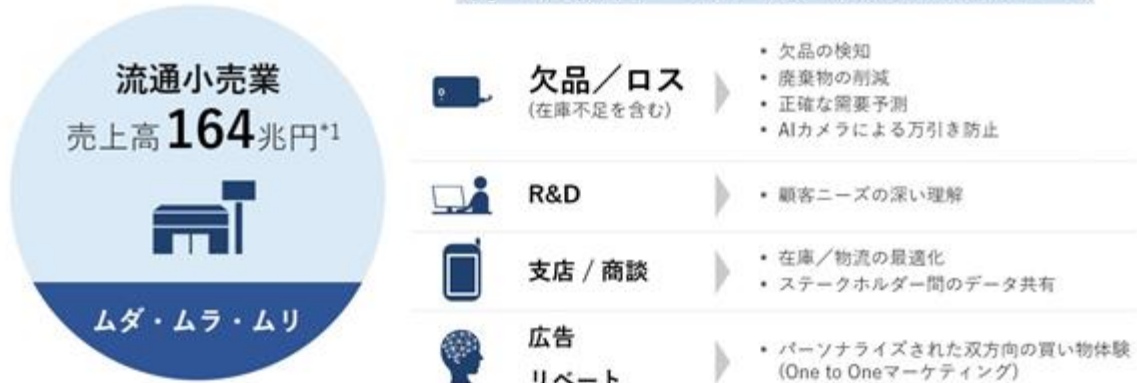 流通小売業
売上高164兆円*1
ムダ・ムラ・ムリ
欠品／ロス
(在庫不足を含む)
• 欠品の検知
• 廃棄物の削減
• 正確な需要予測
• AIカメラによる万引き防止
R&D
• 顧客ニーズの深い理解
支店 / 商談
• 在庫／物流の最適化
• ステークホルダー間のデータ共有
広告
リベート
• パーソナライズされた双方向の買い物体験
(One to Oneマーケティング)